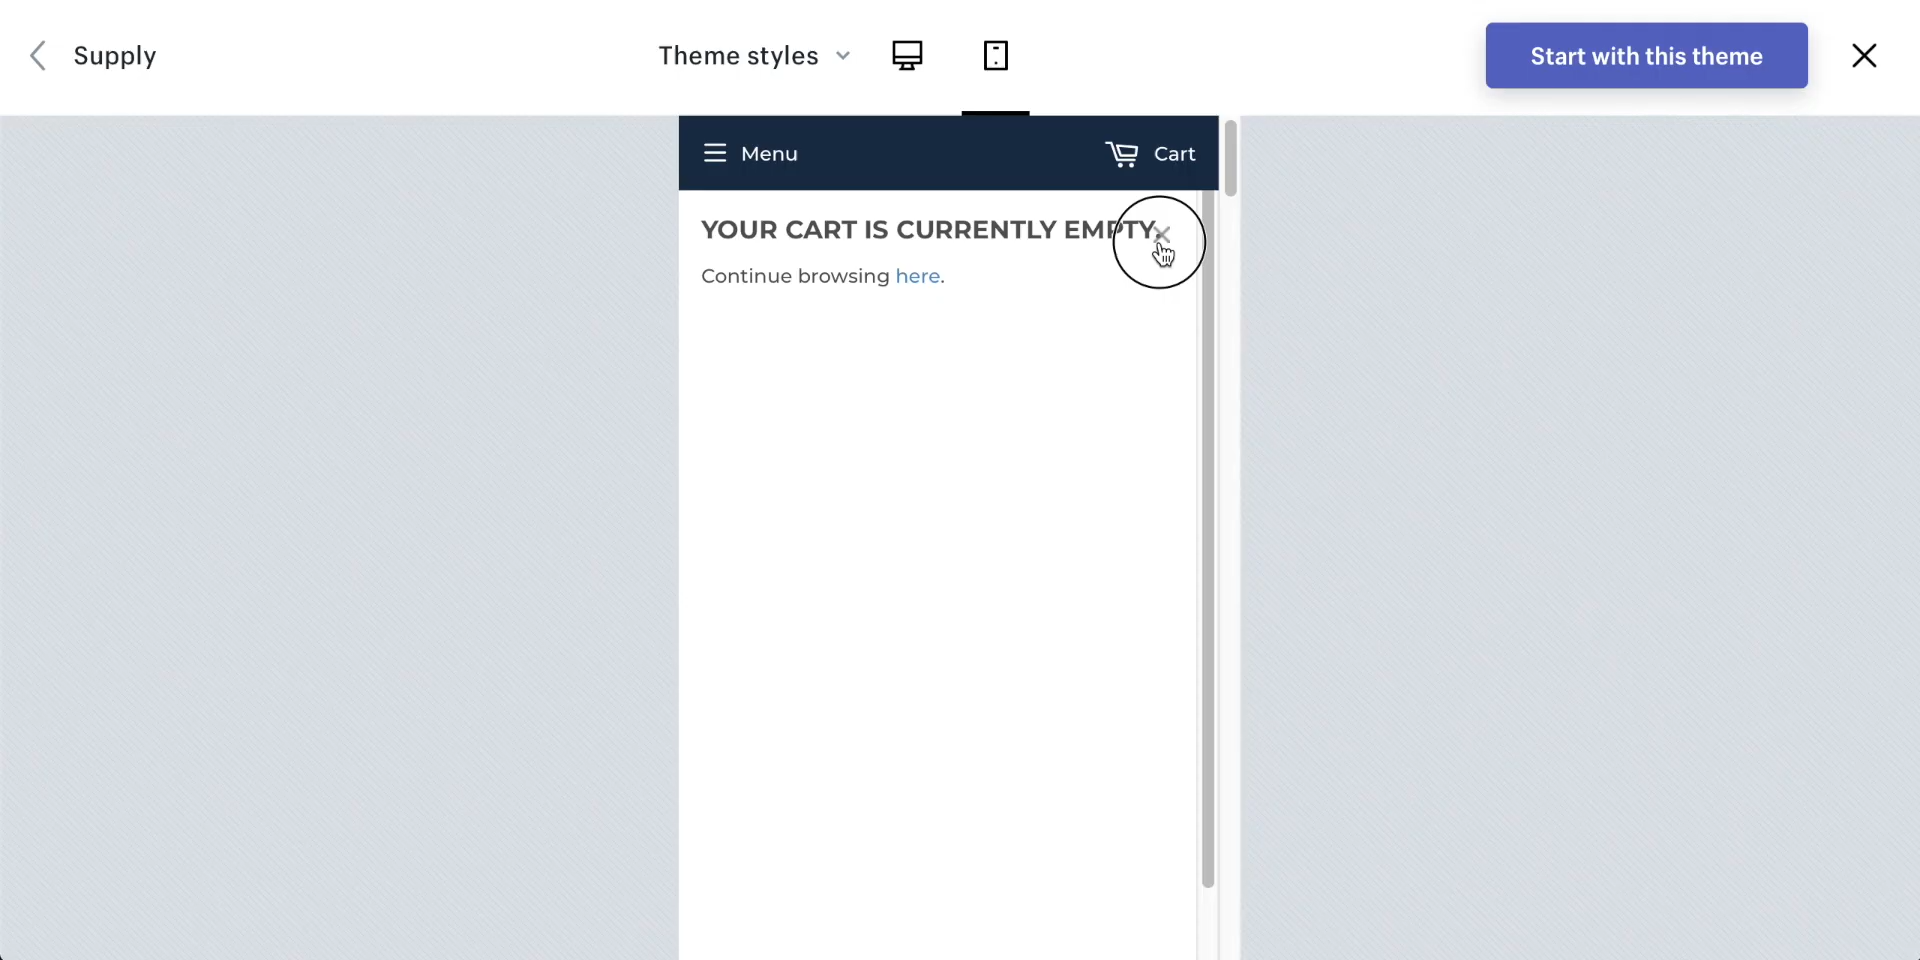 Supply
Theme styles
Start with this theme
Menu
Cart
YOUR CART IS CURRENTLY EMPTY.
Continue browsing here.